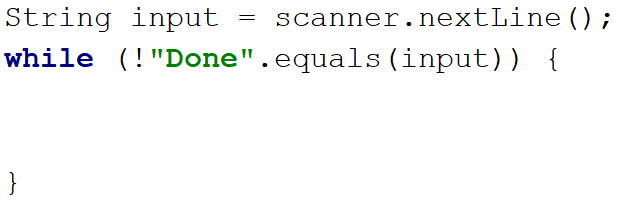 String input = scanner.nextLine();
while (!"Done".equals(input)) {
}